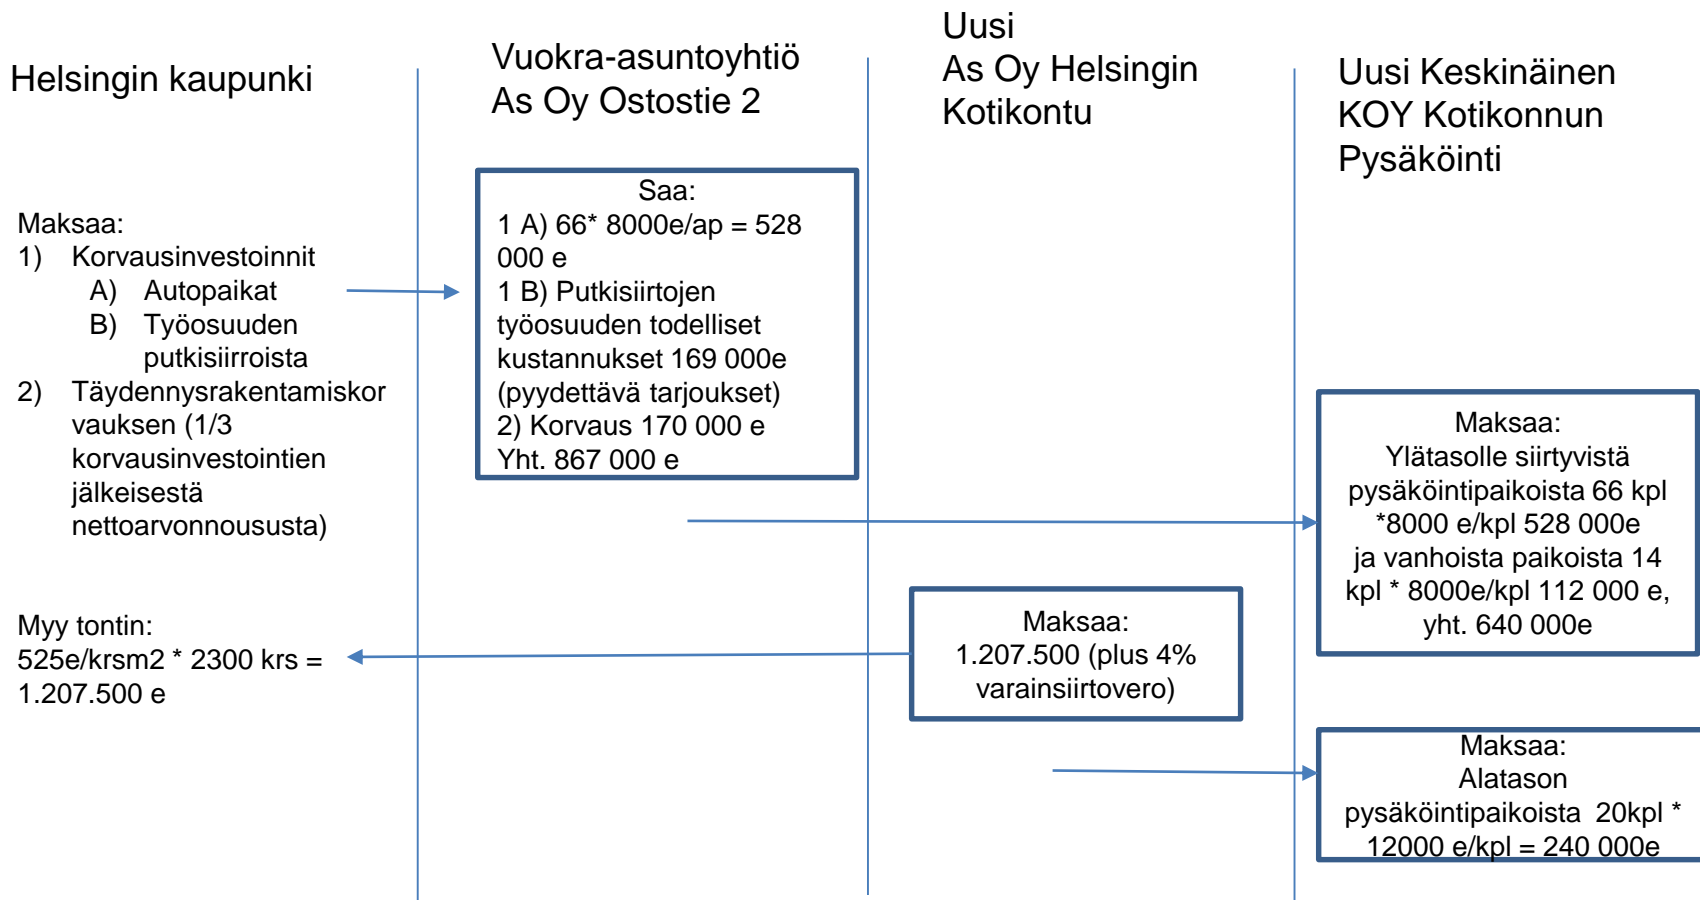 Helsingin kaupunki
Maksaa:
1) Korvausinvestoinnit
A) Autopaikat
B) Työosuuden
putkisiirroista
2) Täydennysrakentamiskor
vauksen (1/3
korvausinvestointien
jälkeisestä
nettoarvonnoususta)
Myy tontin:
525e/krsm2 * 2300 krs =
1.207.500 e
Vuokra-asuntoyhtiö
As Oy Ostostie 2
Saa:
1 A) 66* 8000e/ap = 528
000 e
1 B) Putkisiirtojen
työosuuden todelliset
kustannukset 169 000e
(pyydettävä tarjoukset)
2) Korvaus 170 000 e
Yht. 867 000 e
Uusi
As Oy Helsingin
Kotikontu
Maksaa:
1.207.500 (plus 4%
varainsiirtovero)
Uusi Keskinäinen
KOY Kotikonnun
Pysäköinti
Maksaa:
Ylätasolle siirtyvistä
pysäköintipaikoista 66 kpl
*8000 e/kpl 528 000e
ja vanhoista paikoista 14
kpl * 8000e/kpl 112 000 e,
yht. 640 000e
Maksaa:
Alatason
pysäköintipaikoista 20kpl *
12000 e/kpl = 240 000e